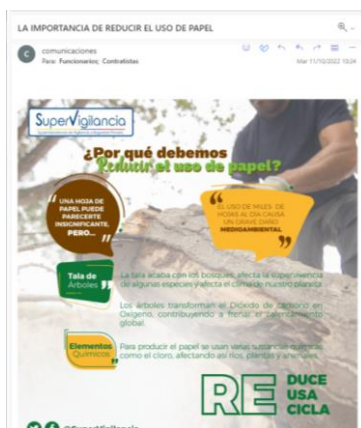 LA IMPORTANCIA DE REDUCIR EL USO DE PAPEL
C
comunicaciones
Para: Funcionarios; Contratistas
Mar 11/10/2022 10:24
SuperVigilancia
¿Por qué debemos
Reducir el uso de papel?
UNA HOJA DE
PAPEL PUEDE
PARECERTE
INSIGNIFICANTE,
PERO...
EL USO DE MILES DE
HOJAS AL DÍA CAUSA
UN GRAVE DAÑO
MEDIOAMBIENTAL
Tala de
Árboles
La tala acaba con los bosques, afecta la supervivencia
de algunas especies y afecta el clima de nuestro planeta.
Los árboles transforman el Dióxido de carbono en
Oxígeno, contribuyendo a frenar el calentamiento
global.
Elementos
Químicos
Para producir el papel se usan varias sustancias químicas
como el cloro, afectando así ríos, plantas y animales.
RE
DUCE
USA
CICLA
@SuperVigilancia